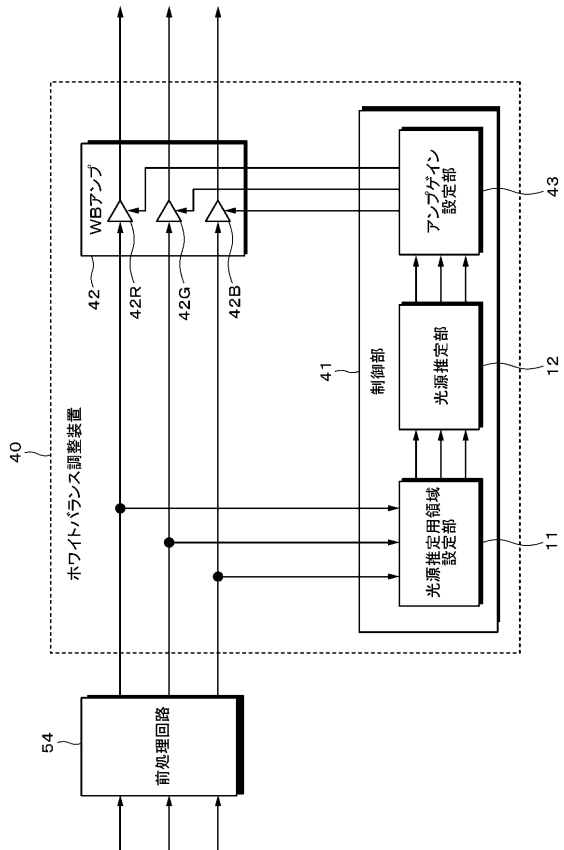 40
ホワイトバランス調整装置
54
前処理回路
WBアンプ
42
42R
42G
42B
41
制御部
光源推定用領域
設定部
11
光源推定部
12
アンプゲイン
設定部
43